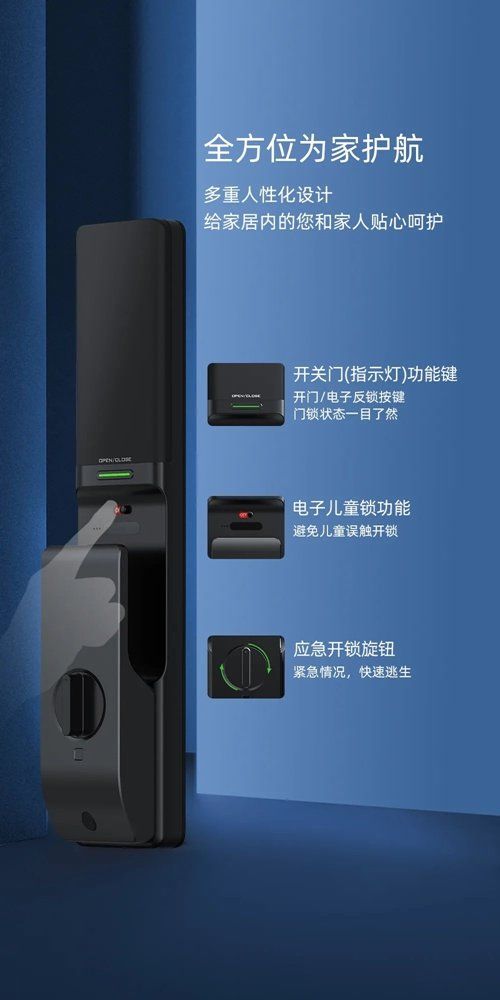 全方位为家护航
多重人性化设计
给家居内的您和家人贴心呵护
开关门(指示灯)功能键
开门/电子反锁按键
门锁状态一目了然
OPEN/CLOSE
OPEN/CLOSE
电子儿童锁功能
避免儿童误触开锁
OFF
应急开锁旋钮
紧急情况，快速逃生